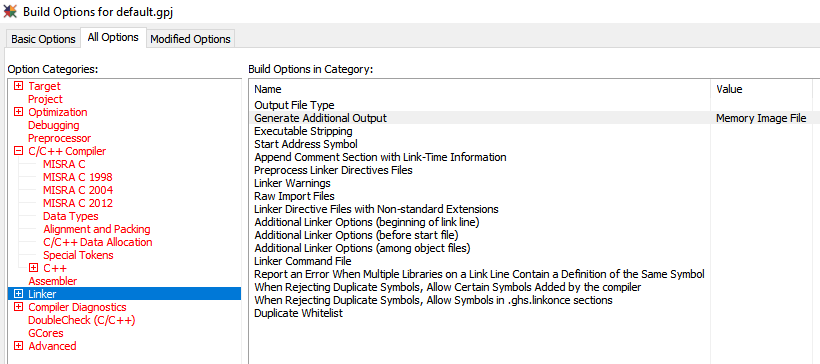 Build Options for default.gpj
Basic Options All Options Modified Options
Option Categories:
Target
Project
Optimization
Debugging
Preprocessor
C/C++ Compiler
MISRA C
MISRA C 1998
MISRA C 2004
MISRA C 2012
Data Types
Alignment and Packing
C/C++ Data Allocation
Special Tokens
C++
Assembler
Linker
Compiler Diagnostics
DoubleCheck (C/C++)
GCores
Advanced
Build Options in Category:
Name Value
Output File Type
Generate Additional Output Memory Image File
Executable Stripping
Start Address Symbol
Append Comment Section with Link-Time Information
Preprocess Linker Directives Files
Linker Warnings
Raw Import Files
Linker Directive Files with Non-standard Extensions
Additional Linker Options (beginning of link line)
Additional Linker Options (before start file)
Additional Linker Options (among object files)
Linker Command File
Report an Error When Multiple Libraries on a Link Line Contain a Definition of the Same Symbol
When Rejecting Duplicate Symbols, Allow Certain Symbols Added by the compiler
When Rejecting Duplicate Symbols, Allow Symbols in .ghs.linkonce sections
Duplicate Whitelist